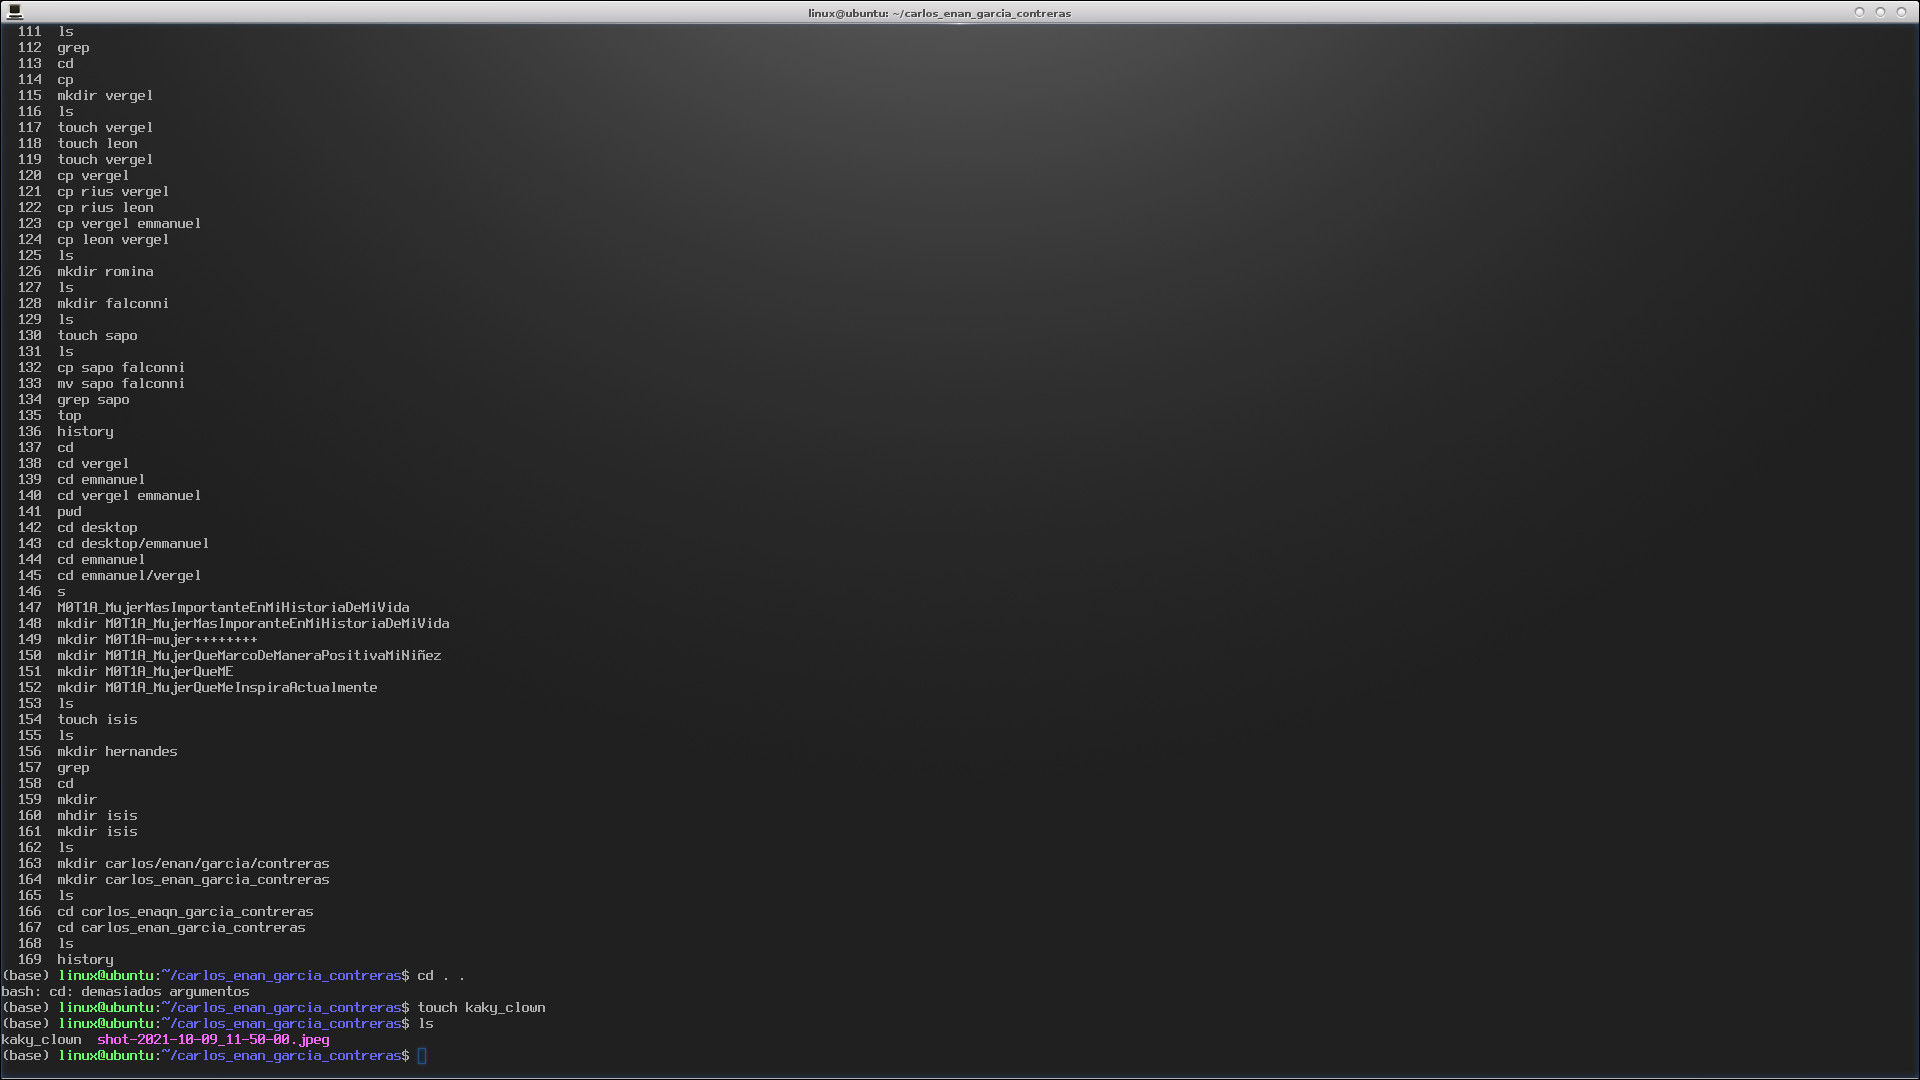 linux@ubuntu: ~/carlos_enan_garcia_contreras
111 ls
112 grep
113 cd
114 cp
115 mkdir vergel
116 ls
117 touch vergel
118 touch leon
119 touch vergel
120 cp vergel
121 cp rius vergel
122 cp rius leon
123 cp vergel emmanuel
124 cp leon vergel
125 ls
126 mkdir romina
127 ls
128 mkdir falconni
129 ls
130 touch sapo
131 ls
132 cp sapo falconni
133 mv sapo falconni
134 grep sapo
135 top
136 history
137 cd
138 cd vergel
139 cd emmanuel
140 cd vergel emmanuel
141 pwd
142 cd desktop
143 cd desktop/emmanuel
144 cd emmanuel
145 cd emmanuel/vergel
146 s
147 M0T1A_MujerMasImportanteEnMiHistoriaDeMiVida
148 mkdir M0T1A_MujerMasImporanteEnMiHistoriaDeMiVida
149 mkdir M0T1A-mujer++++++++
150 mkdir M0T1A_MujerQueMarcoDeManeraPositivaMiNiñez
151 mkdir M0T1A_MujerQueME
152 mkdir M0T1A_MujerQueMeInspiraActualmente
153 ls
154 touch isis
155 ls
156 mkdir hernandes
157 grep
158 cd
159 mkdir
160 mhdir isis
161 mkdir isis
162 ls
163 mkdir carlos/enan/garcia/contreras
164 mkdir carlos_enan_garcia_contreras
165 ls
166 cd corlos_enaqn_garcia_contreras
167 cd carlos_enan_garcia_contreras
168 ls
169 history
(base) linux@ubuntu:~/carlos_enan_garcia_contreras$ cd . .
bash: cd: demasiados argumentos
(base) linux@ubuntu:~/carlos_enan_garcia_contreras$ touch kaky_clown
(base) linux@ubuntu:~/carlos_enan_garcia_contreras$ ls
kaky_clown shot-2021-10-09_11-50-00.jpeg
(base) linux@ubuntu:~/carlos_enan_garcia_contreras$